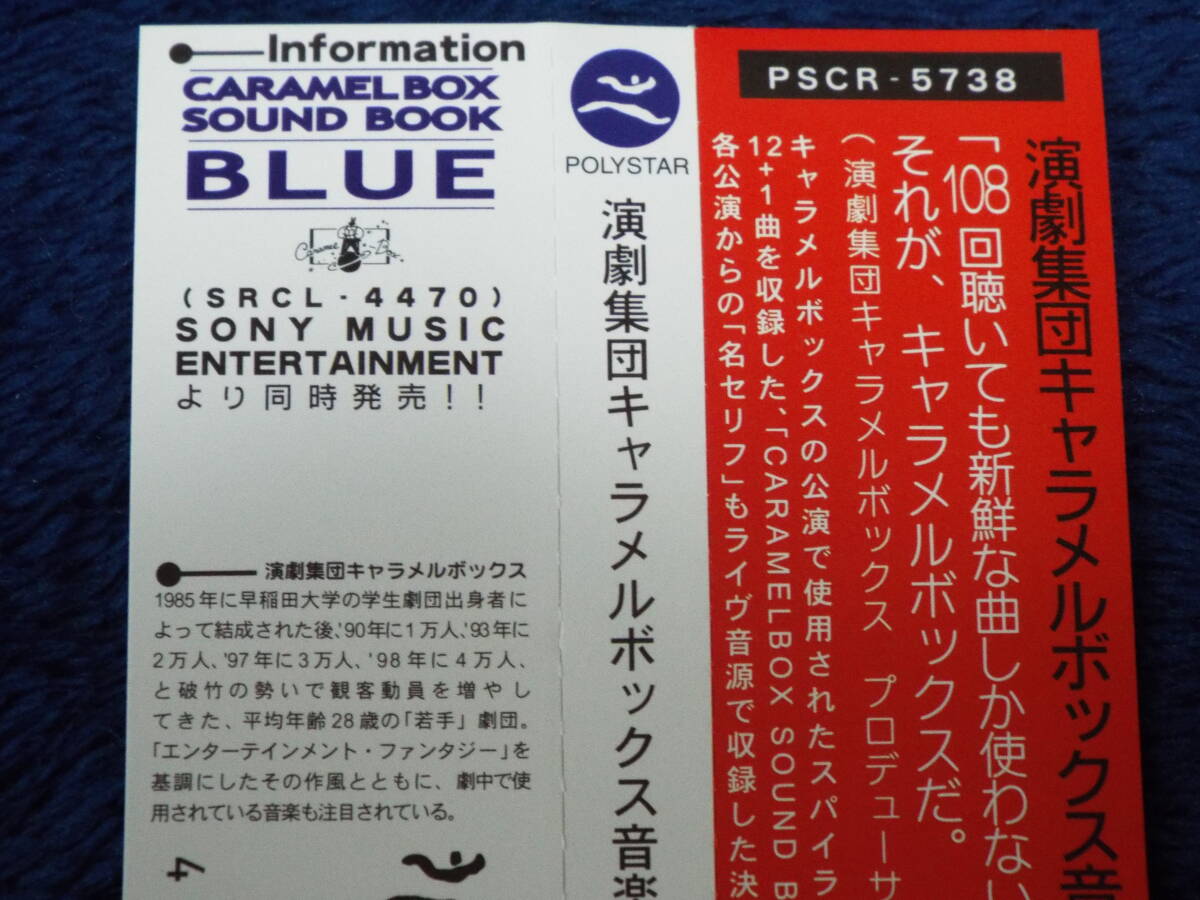 Information
CARAMELBOX
SOUND BOOK
BLUE
Caramel Box
(SRCL-4470)
SONY MUSIC
ENTERTAINMENT
より同時発売!!
演劇集団キャラメルボックス
1985年に早稲田大学の学生劇団出身者に
よって結成された後、'90年に1万人、'93年に
2万人、'97年に3万人、'98年に4万人、
と破竹の勢いで観客動員を増やし
てきた、平均年齢28歳の「若手」劇団。
「エンターテインメント・ファンタジー」を
基調にしたその作風とともに、劇中で使
用されている音楽も注目されている。
4
POLYSTAR
演劇集団キャラメルボックス音楽
PSCR-5738
演劇集団キャラメルボックス音
「108回聴いても新鮮な曲しか使わない
それが、キャラメルボックスだ。
(演劇集団キャラメルボックス プロデューサ
キャラメルボックスの公演で使用されたスパイラ
12+1曲を収録した、「CARAMELBOX SOUND B
各公演からの「名セリフ」もライヴ音源で収録した決